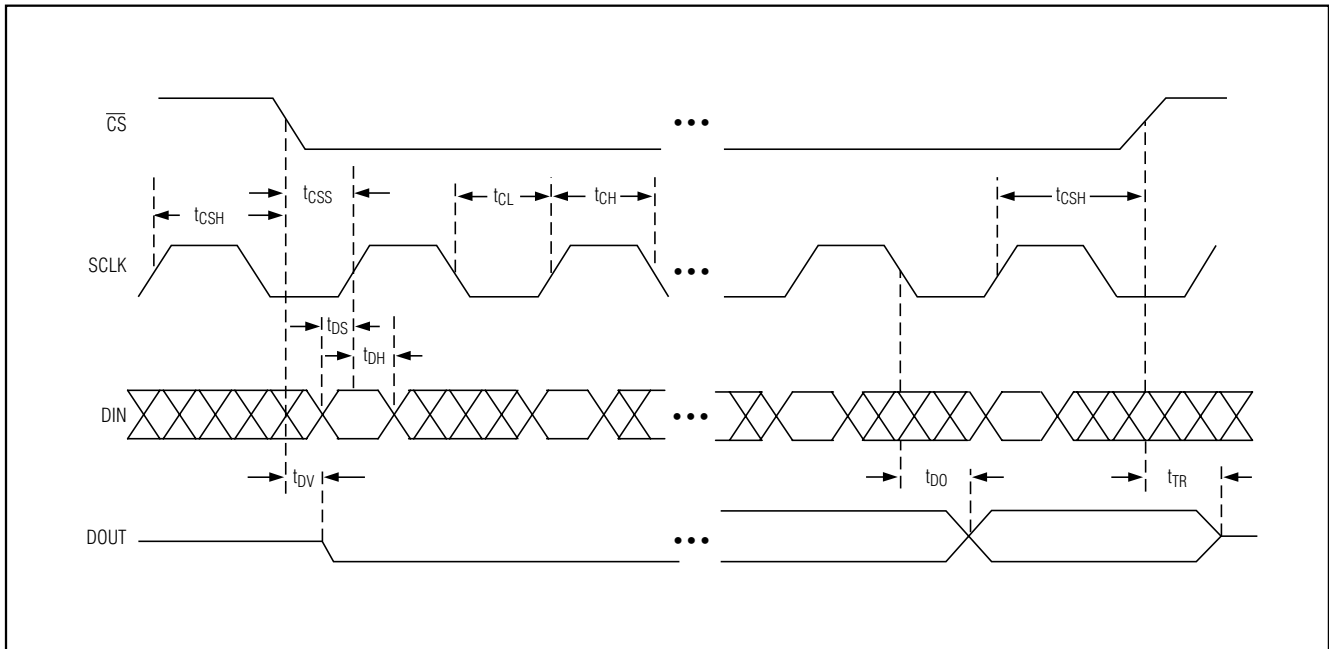 CS
•••
tCSS
tCL
tCH
tCSH
tCSH
SCLK
•••
tDS
tDH
DIN
•••
tDV
tDO
tTR
DOUT
•••